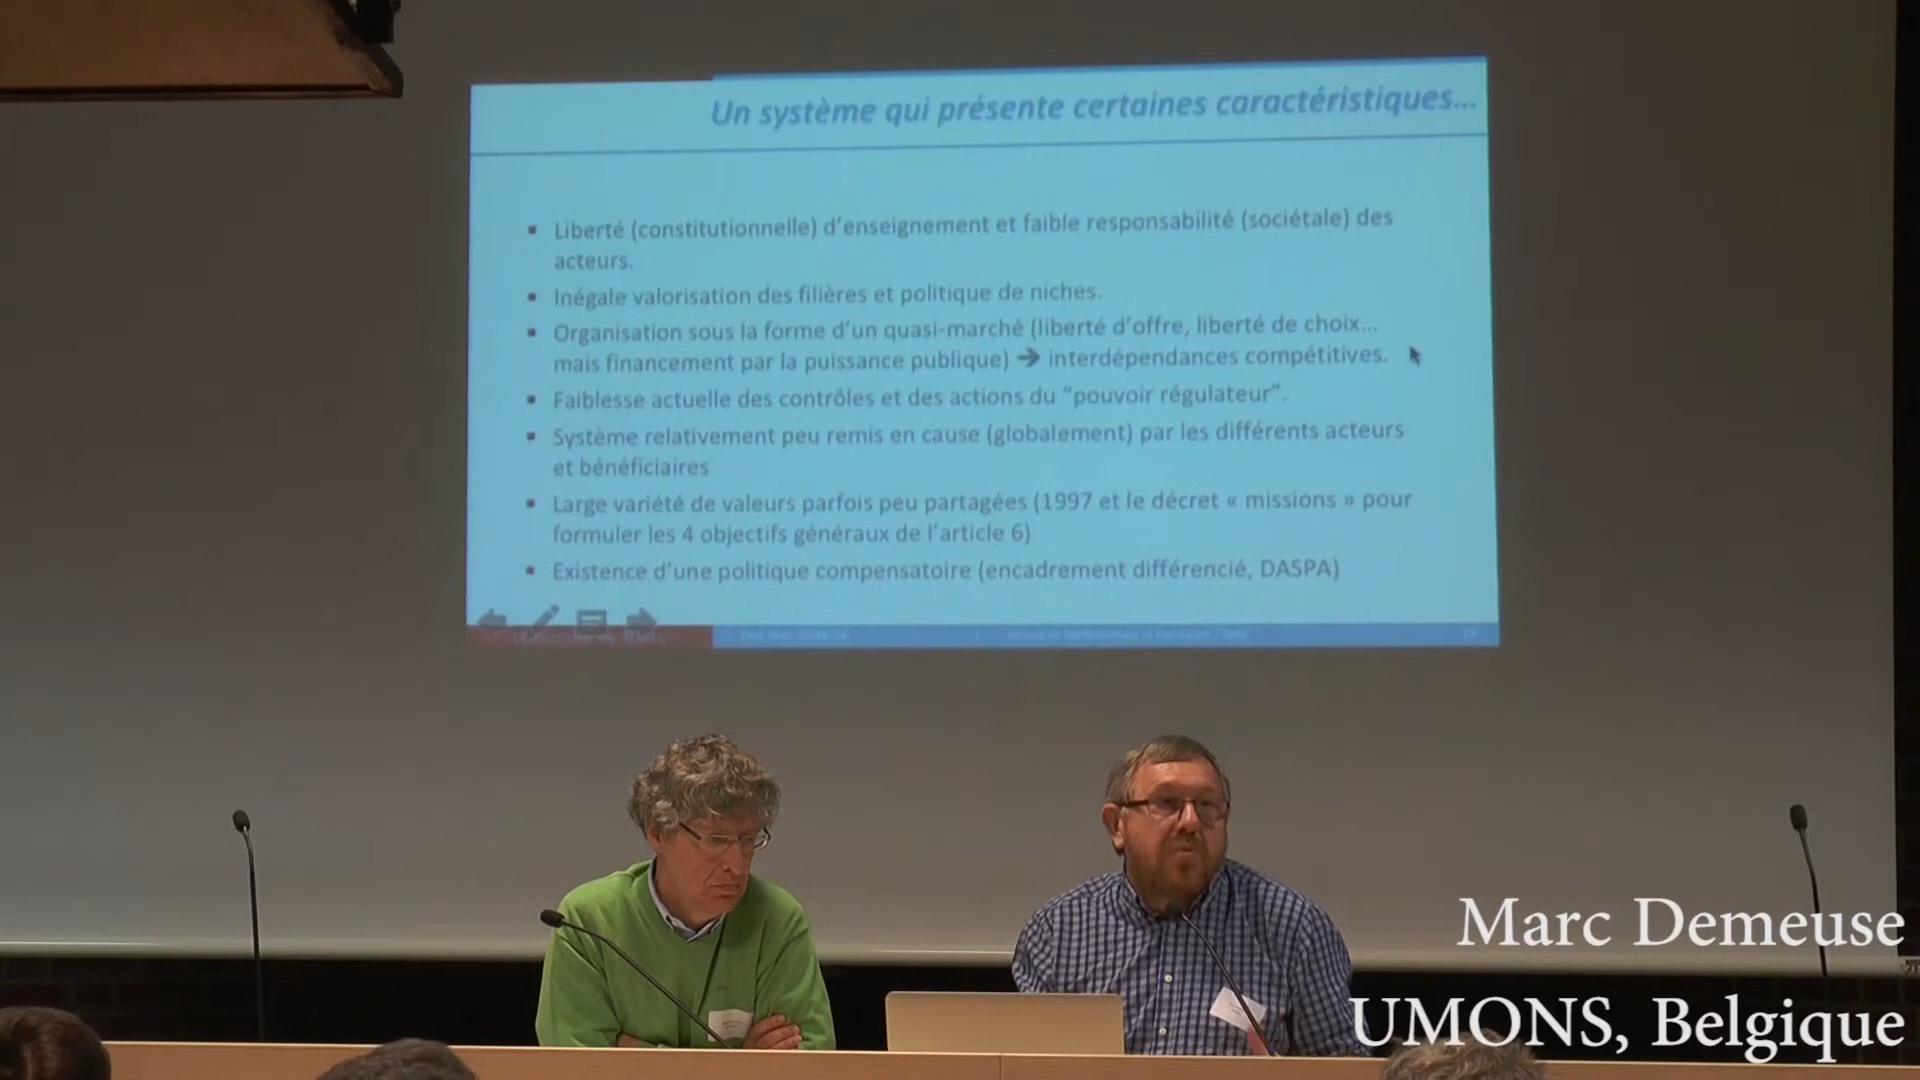 Un système qui présente certaines caractéristiques...
▪ Liberté (constitutionnelle) d'enseignement et faible responsabilité (sociétale) des
acteurs.
▪ Inégale valorisation des filières et politique de niches.
▪ Organisation sous la forme d'un quasi-marché (liberté d'offre, liberté de choix...
mais financement par la puissance publique) ➔ interdépendances compétitives.
▪ Faiblesse actuelle des contrôles et des actions du "pouvoir régulateur".
▪ Système relativement peu remis en cause (globalement) par les différents acteurs
et bénéficiaires
▪ Large variété de valeurs parfois peu partagées (1997 et le décret « missions » pour
formuler les 4 objectifs généraux de l'article 6)
▪ Existence d'une politique compensatoire (encadrement différencié, DASPA)
Marc Demeuse
UMONS, Belgique